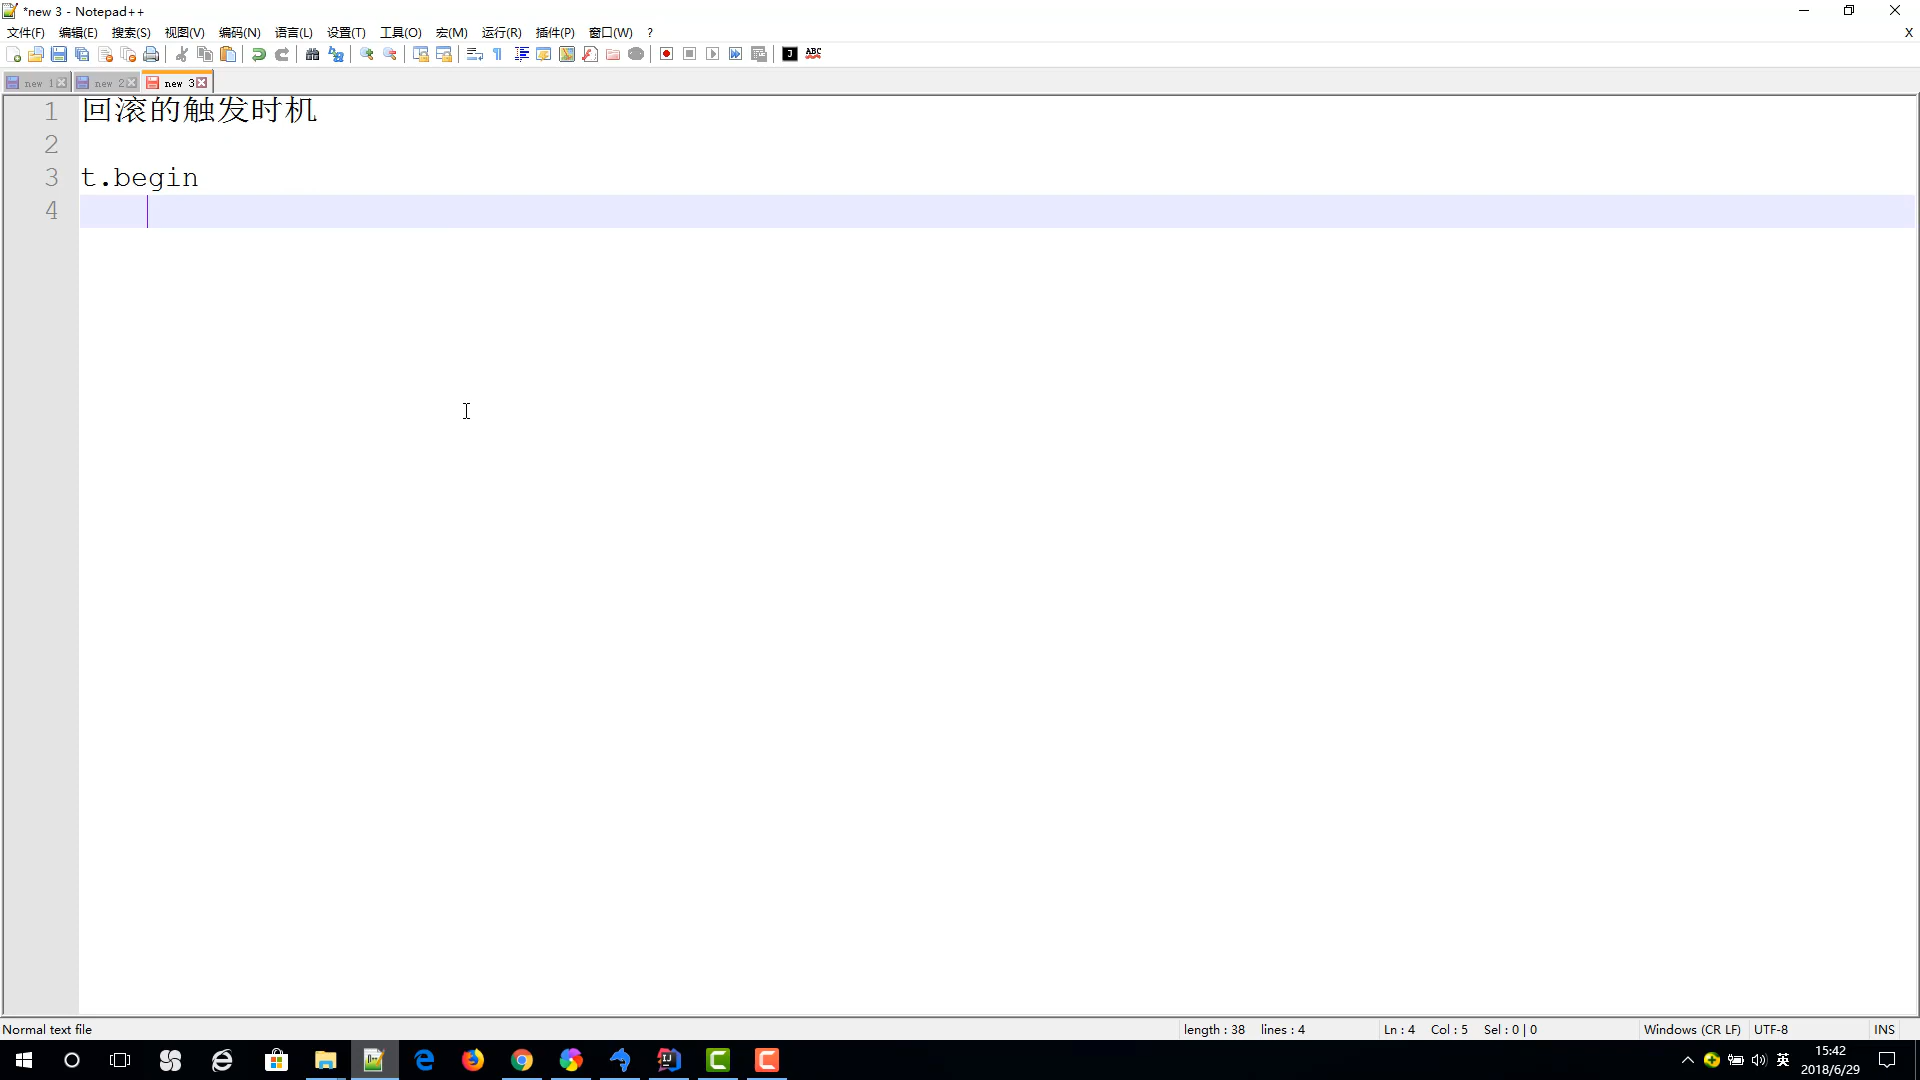 *new 3 - Notepad++
文件(F) 编辑(E) 搜索(S) 视图(V) 编码(N) 语言(L) 设置(T) 工具(O) 宏(M) 运行(R) 插件(P) 窗口(W) ? X
new 1 new 2 new 3
1 回滚的触发时机
2
3 t.begin
4
Normal text file length : 38 lines : 4 Ln : 4 Col : 5 Sel : 0 | 0 Windows (CR LF) UTF-8 INS
英 15:42
2018/6/29